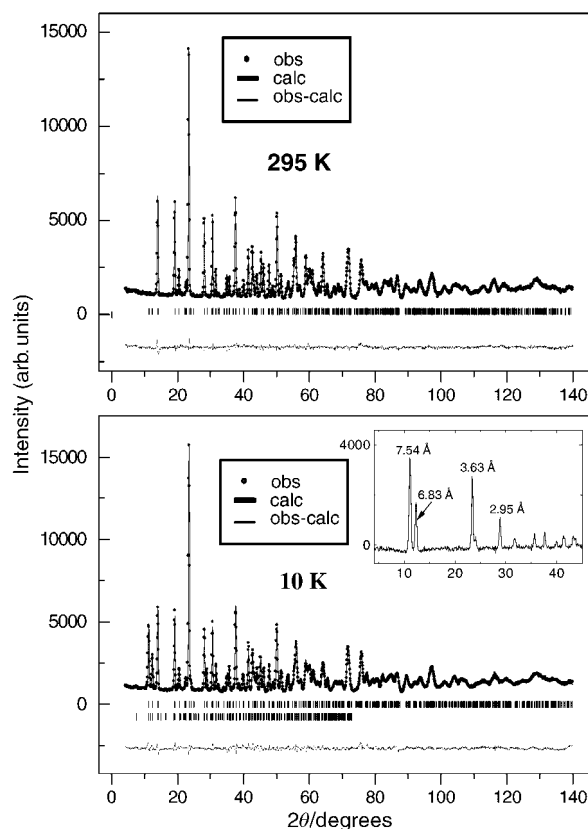 15000
obs
calc
obs-calc
10000
295 K
5000
0
0 20 40 60 80 100 120 140
Intensity (arb. units)
15000
obs
calc
obs-calc
10000
10 K
5000
0
4000
7.54 Å
3.63 Å
6.83 Å
2.95 Å
0
10 20 30 40
0 20 40 60 80 100 120 140
2θ/degrees